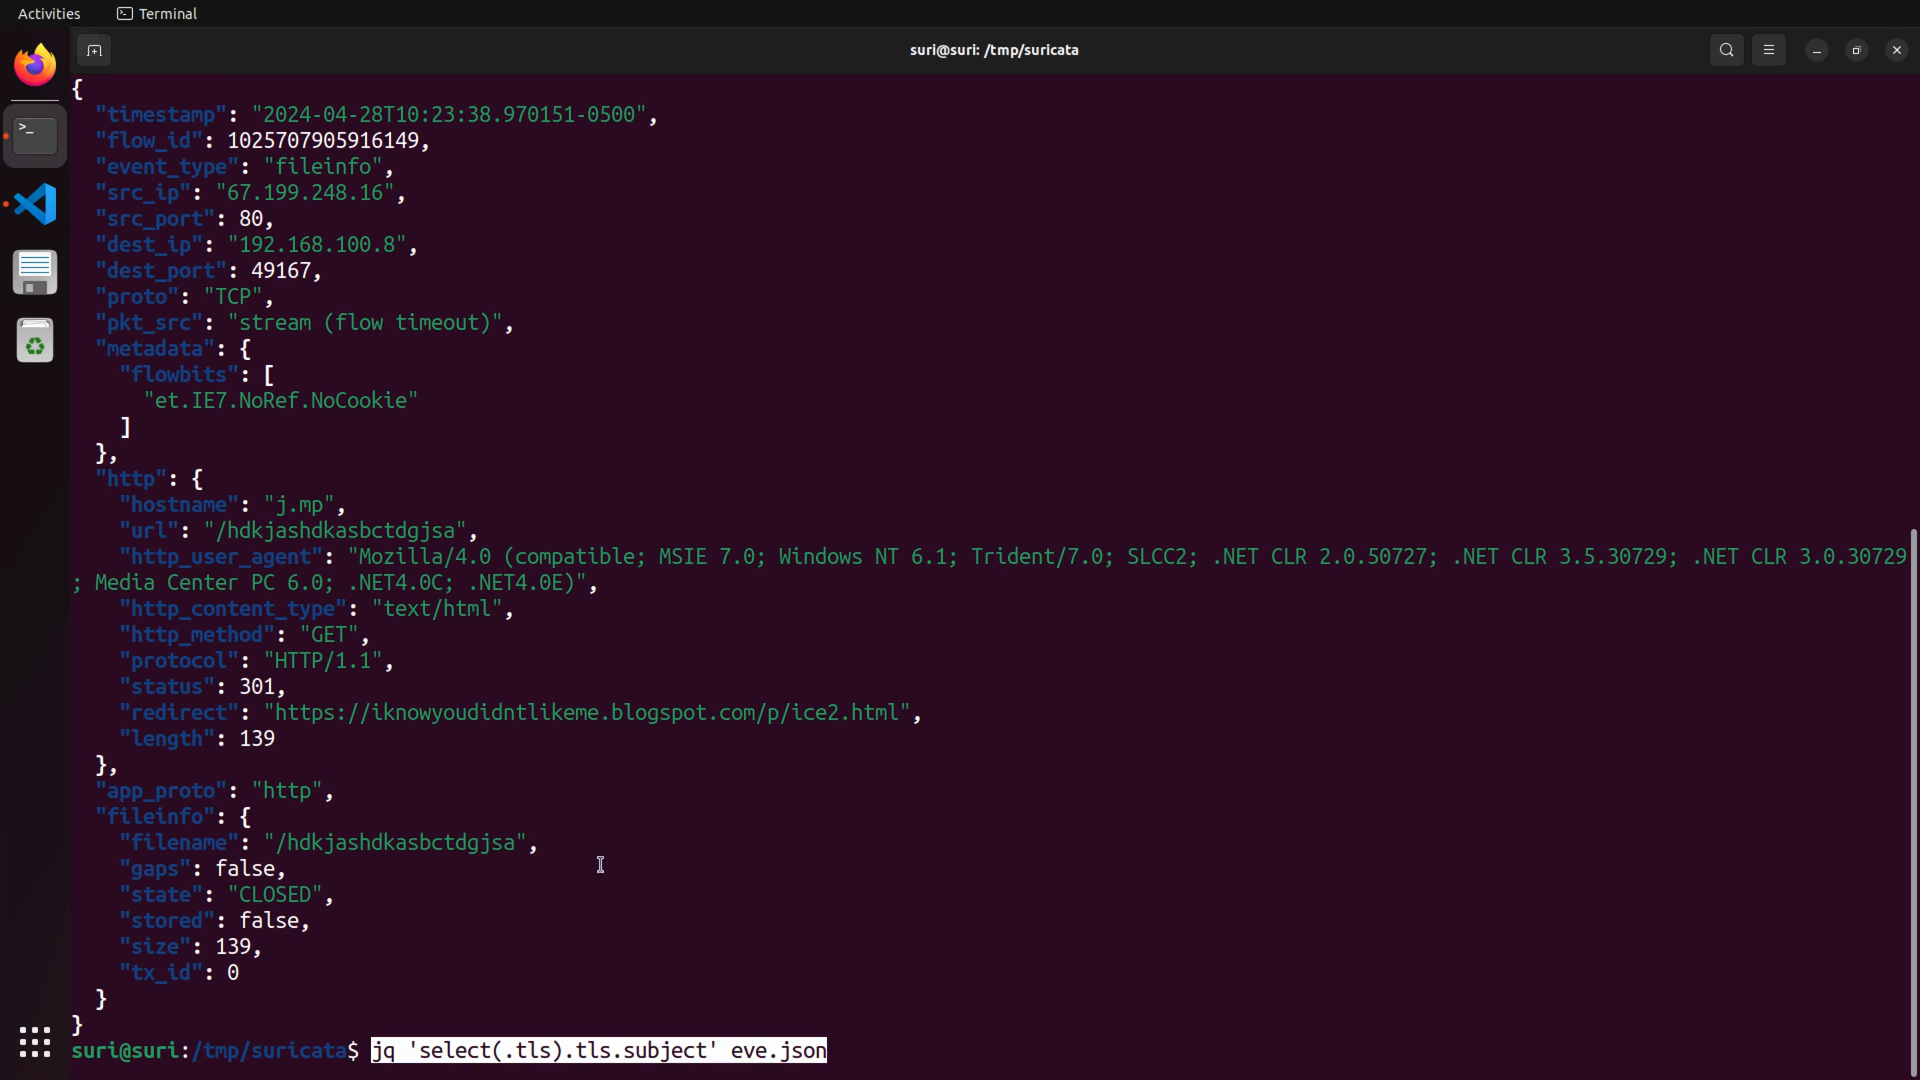 Activities
Terminal
suri@suri: /tmp/suricata
{
"timestamp": "2024-04-28T10:23:38.970151-0500",
"flow_id": 1025707905916149,
"event_type": "fileinfo",
"src_ip": "67.199.248.16",
"src_port": 80,
"dest_ip": "192.168.100.8",
"dest_port": 49167,
"proto": "TCP",
"pkt_src": "stream (flow timeout)",
"metadata": {
"flowbits": [
"et.IE7.NoRef.NoCookie"
]
},
"http": {
"hostname": "j.mp",
"url": "/hdkjashdkasbctdgjsa",
"http_user_agent": "Mozilla/4.0 (compatible; MSIE 7.0; Windows NT 6.1; Trident/7.0; SLCC2; .NET CLR 2.0.50727; .NET CLR 3.5.30729; .NET CLR 3.0.30729
; Media Center PC 6.0; .NET4.0C; .NET4.0E)",
"http_content_type": "text/html",
"http_method": "GET",
"protocol": "HTTP/1.1",
"status": 301,
"redirect": "https://iknowyoudidntlikeme.blogspot.com/p/ice2.html",
"length": 139
},
"app_proto": "http",
"fileinfo": {
"filename": "/hdkjashdkasbctdgjsa",
"gaps": false,
"state": "CLOSED",
"stored": false,
"size": 139,
"tx_id": 0
}
}
suri@suri:/tmp/suricata$ jq 'select(.tls).tls.subject' eve.json